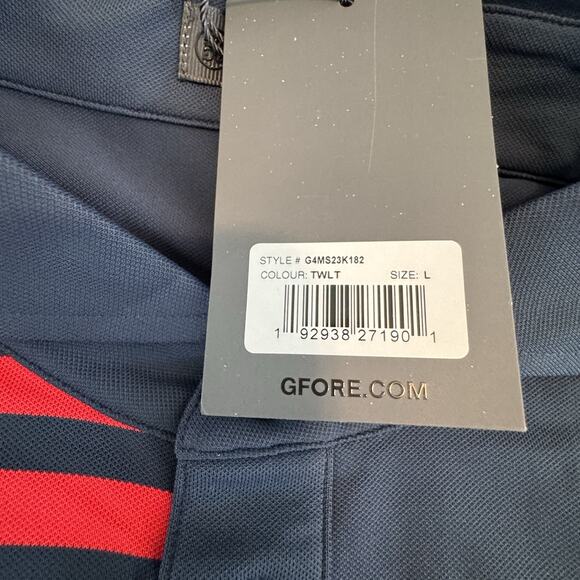 STYLE # G4MS23K182
COLOUR: TWLT SIZE: L
1 92938 27190 1
GFORE.COM